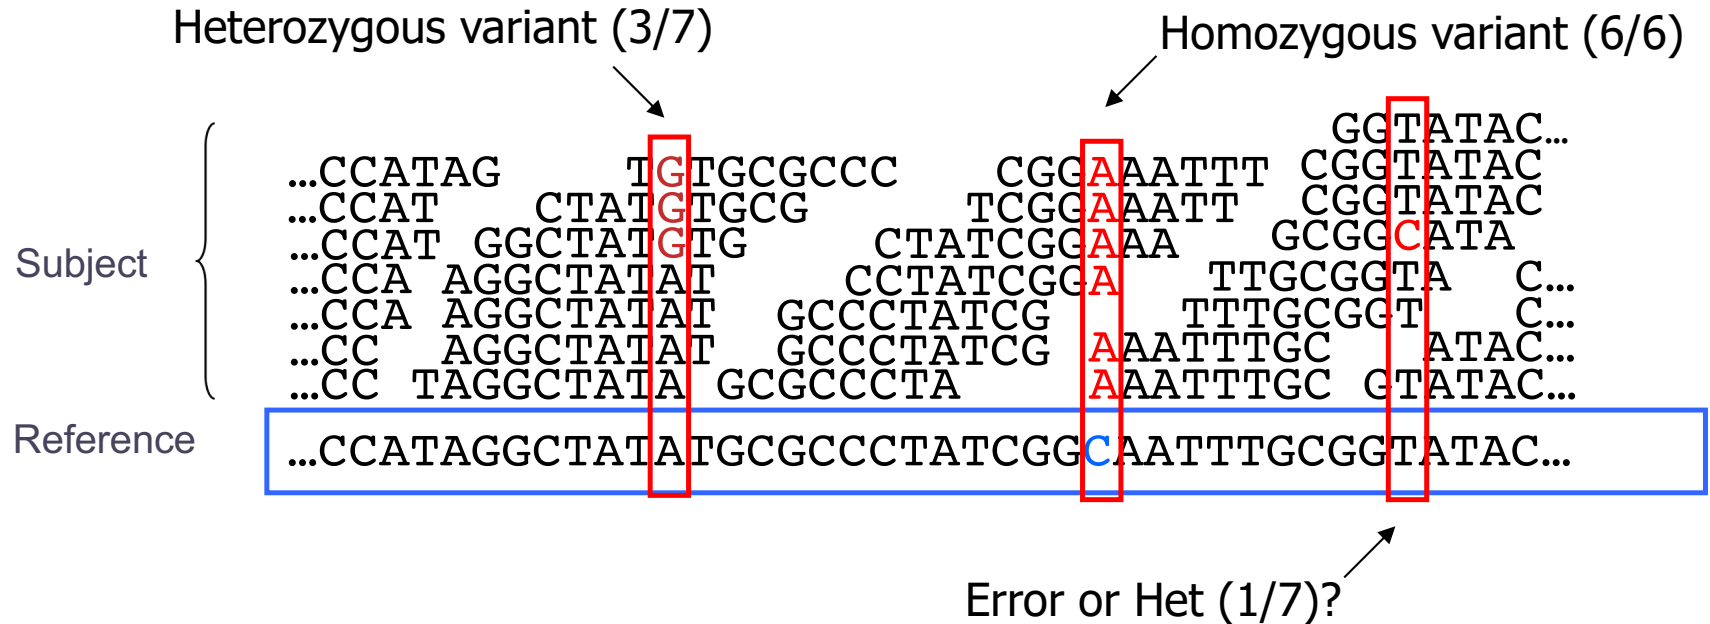 Heterozygous variant (3/7)
Homozygous variant (6/6)
GGTATAC...
...CCATAG TGTGCGCCC CGGAAATTT CGGTATAC
...CCAT CTATGTGCG TCGGAAATT CGGTATAC
...CCAT GGCTATGTG CTATCGGAAA GCGGCATA
Subject
...CCA AGGCTATAT CCTATCGGA TTGCGGTA C...
...CCA AGGCTATAT GCCCTATCG TTTGCGGT C...
...CC AGGCTATAT GCCCTATCG AAATTTGC ATAC...
...CC TAGGCTATA GCGCCCTA AAATTTGC GTATAC...
Reference
...CCATAGGCTATATGCGCCCTATCGGCAATTTGCGGTATAC...
Error or Het (1/7)?